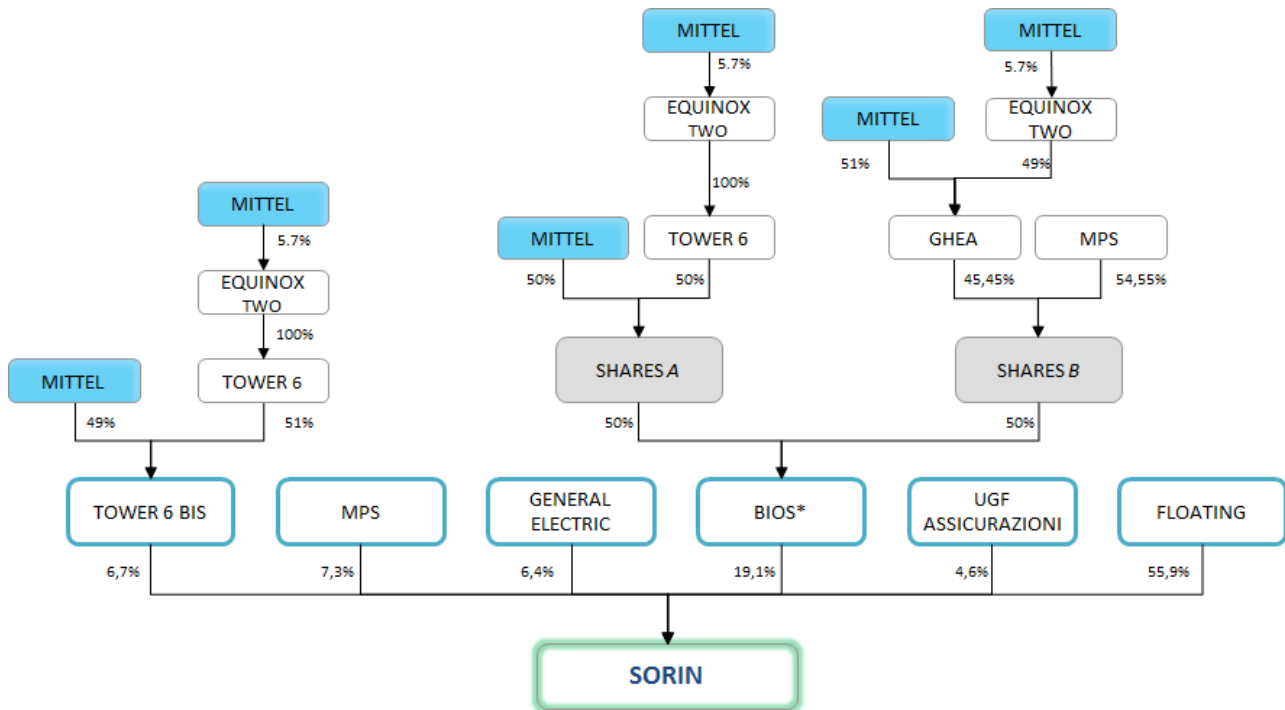 MITTEL
MITTEL
5.7%
5.7%
EQUINOX
TWO
MITTEL
EQUINOX
TWO
51%
49%
100%
MITTEL
5.7%
MITTEL
TOWER 6
GHEA
MPS
EQUINOX
TWO
50%
50%
45,45%
54,55%
100%
MITTEL
TOWER 6
SHARES A
SHARES B
49%
51%
50%
50%
TOWER 6 BIS
MPS
GENERAL
ELECTRIC
BIOS*
UGF
ASSICURAZIONI
FLOATING
6,7%
7,3%
6,4%
19,1%
4,6%
55,9%
SORIN